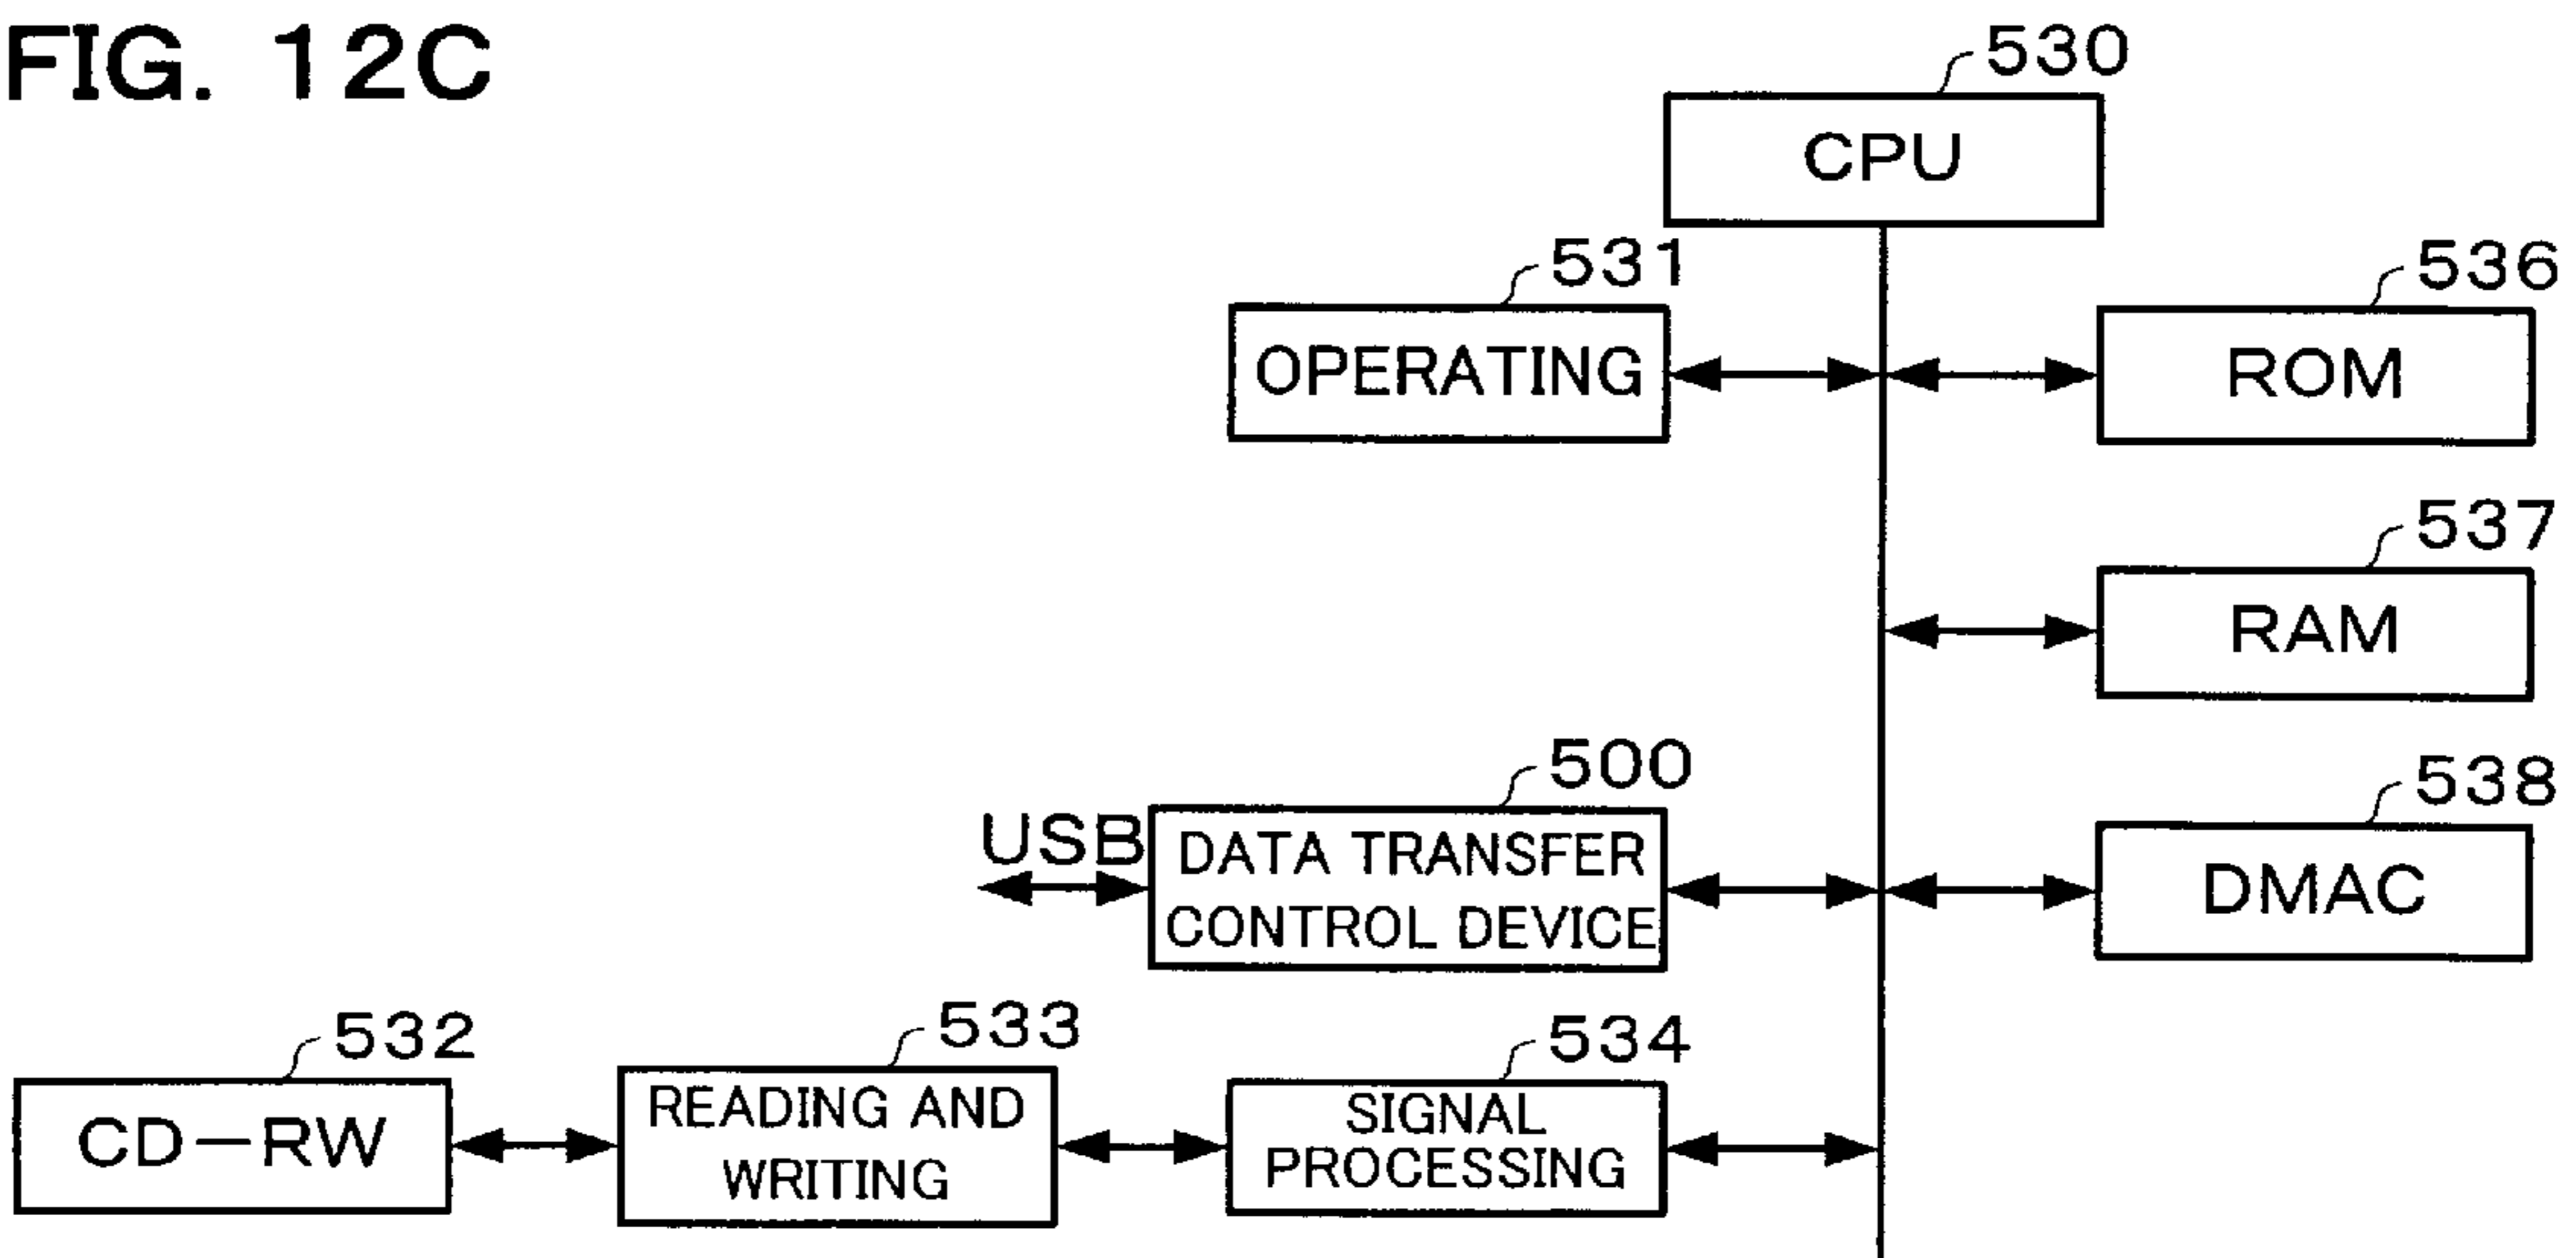 FIG. 12C
530
CPU
531
OPERATING
536
ROM
537
RAM
500
USB
DATA TRANSFER
CONTROL DEVICE
538
DMAC
532
CD-RW
533
READING AND
WRITING
534
SIGNAL
PROCESSING